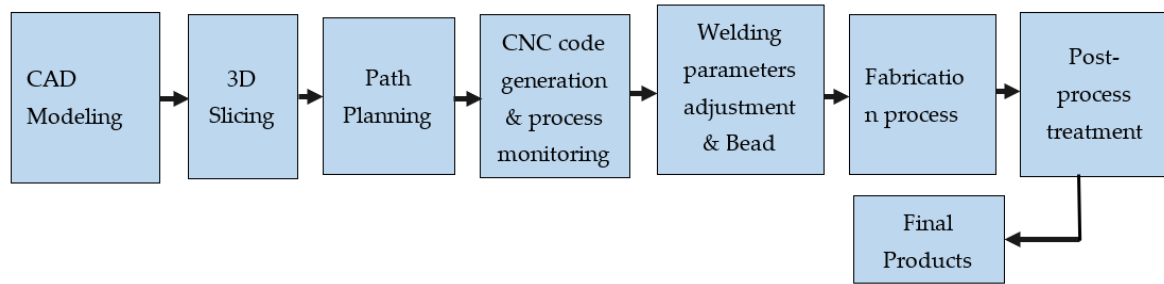 CAD
Modeling
3D
Slicing
Path
Planning
CNC code
generation
& process
monitoring
Welding
parameters
adjustment
& Bead
Fabricatio
n process
Post-
process
treatment
Final
Products